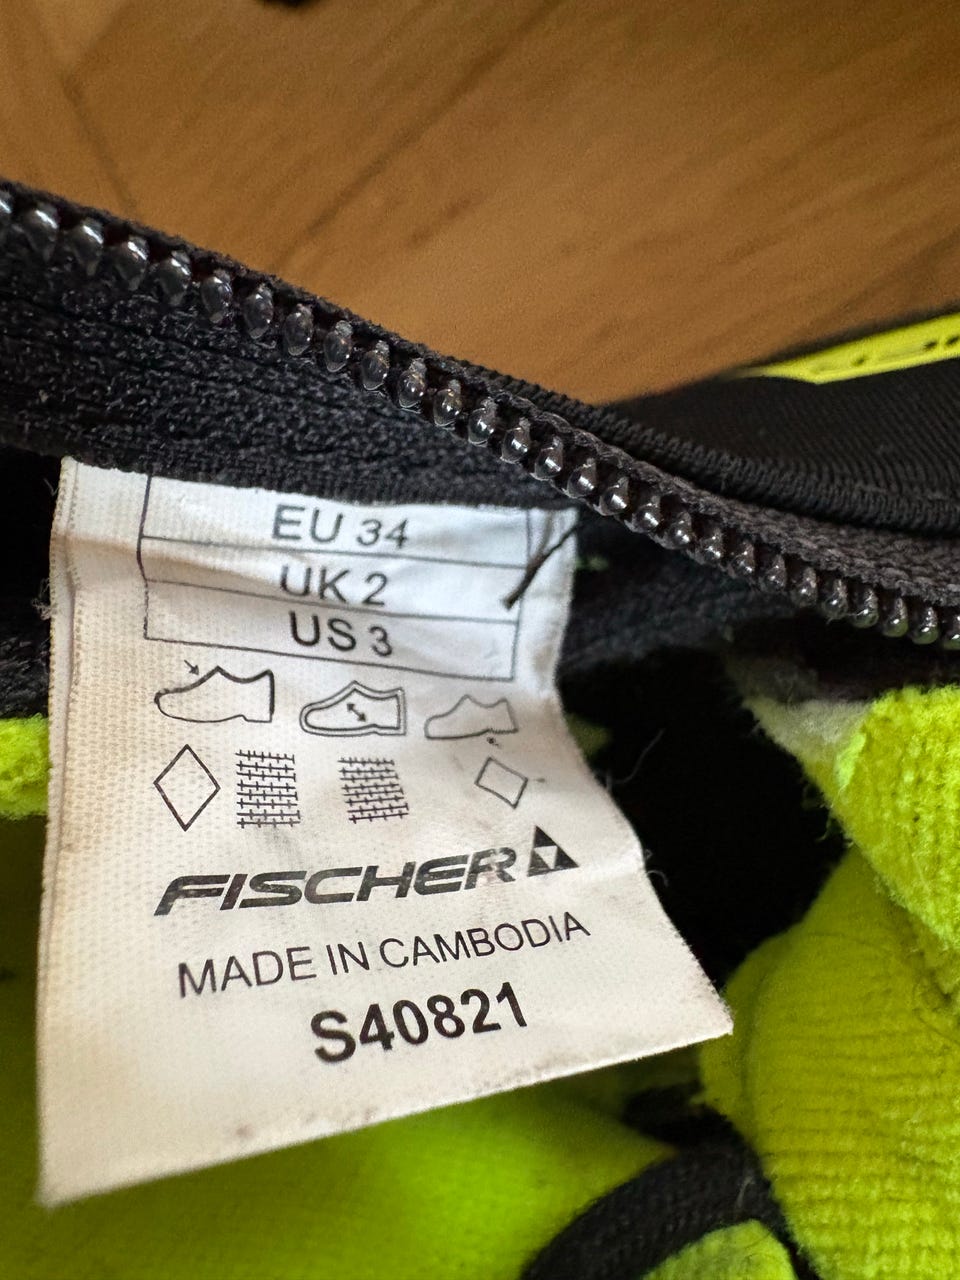 EU 34
UK 2
US 3
FISCHER
MADE IN CAMBODIA
S40821